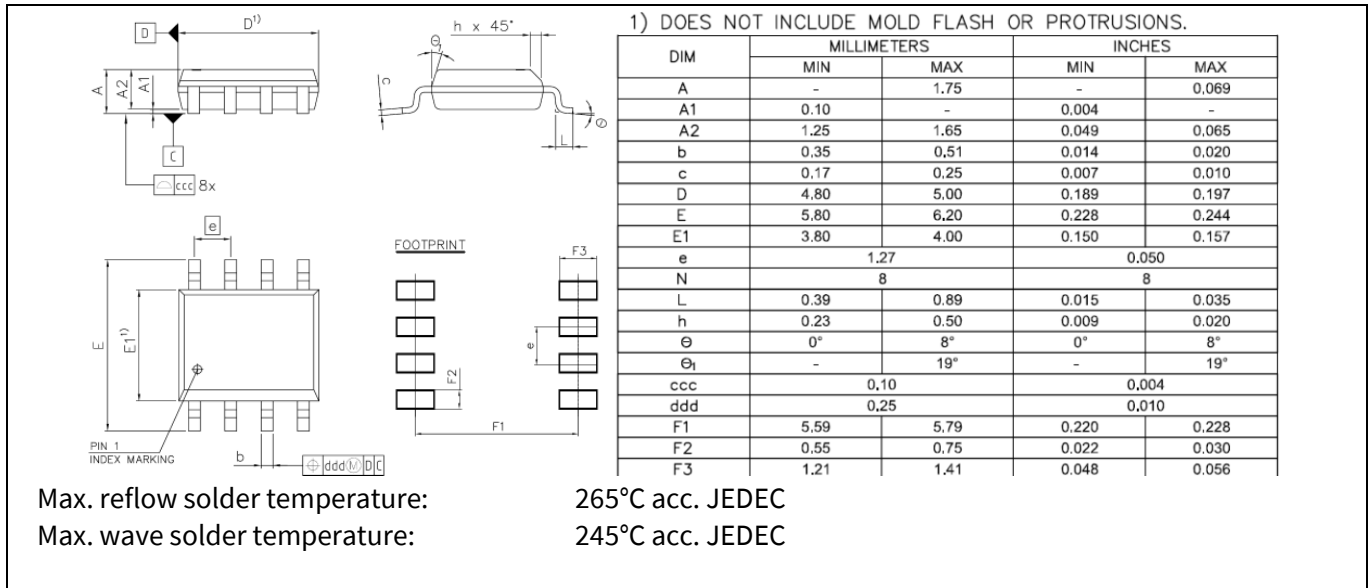 D
D1)
h x 45°
Θ1
c
A
A2
A1
L
Θ
C
ccc 8x
e
FOOTPRINT
F3
E
E1 1)
e
F2
F1
PIN 1
INDEX MARKING
b
ddd M D C
1) DOES NOT INCLUDE MOLD FLASH OR PROTRUSIONS.
DIM MILLIMETERS INCHES
MIN MAX MIN MAX
A - 1.75 - 0.069
A1 0.10 - 0.004 -
A2 1.25 1.65 0.049 0.065
b 0.35 0.51 0.014 0.020
c 0.17 0.25 0.007 0.010
D 4.80 5.00 0.189 0.197
E 5.80 6.20 0.228 0.244
E1 3.80 4.00 0.150 0.157
e 1.27 0.050
N 8 8
L 0.39 0.89 0.015 0.035
h 0.23 0.50 0.009 0.020
Θ 0° 8° 0° 8°
Θ1 - 19° - 19°
ccc 0.10 0.004
ddd 0.25 0.010
F1 5.59 5.79 0.220 0.228
F2 0.55 0.75 0.022 0.030
F3 1.21 1.41 0.048 0.056
Max. reflow solder temperature: 265°C acc. JEDEC
Max. wave solder temperature: 245°C acc. JEDEC